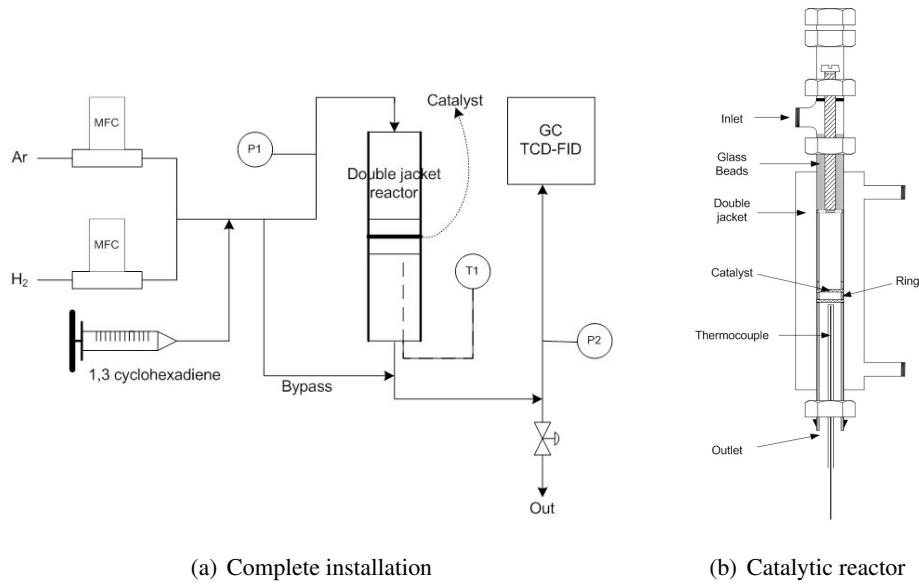 MFC
Ar
MFC
H2
1,3 cyclohexadiene
Bypass
P1
Double jacket
reactor
Catalyst
T1
GC
TCD-FID
P2
Out
(a) Complete installation
Inlet
Glass
Beads
Double
jacket
Catalyst
Ring
Thermocouple
Outlet
(b) Catalytic reactor